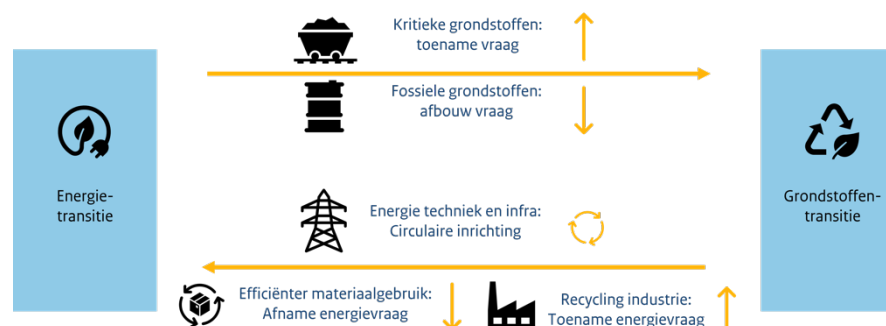 Kritieke grondstoffen:
toename vraag
Fossiele grondstoffen:
afbouw vraag
Energie-
transitie
Grondstoffen-
transitie
Energie techniek en infra:
Circulaire inrichting
Efficiënter materiaalgebruik:
Afname energievraag
Recycling industrie:
Toename energievraag